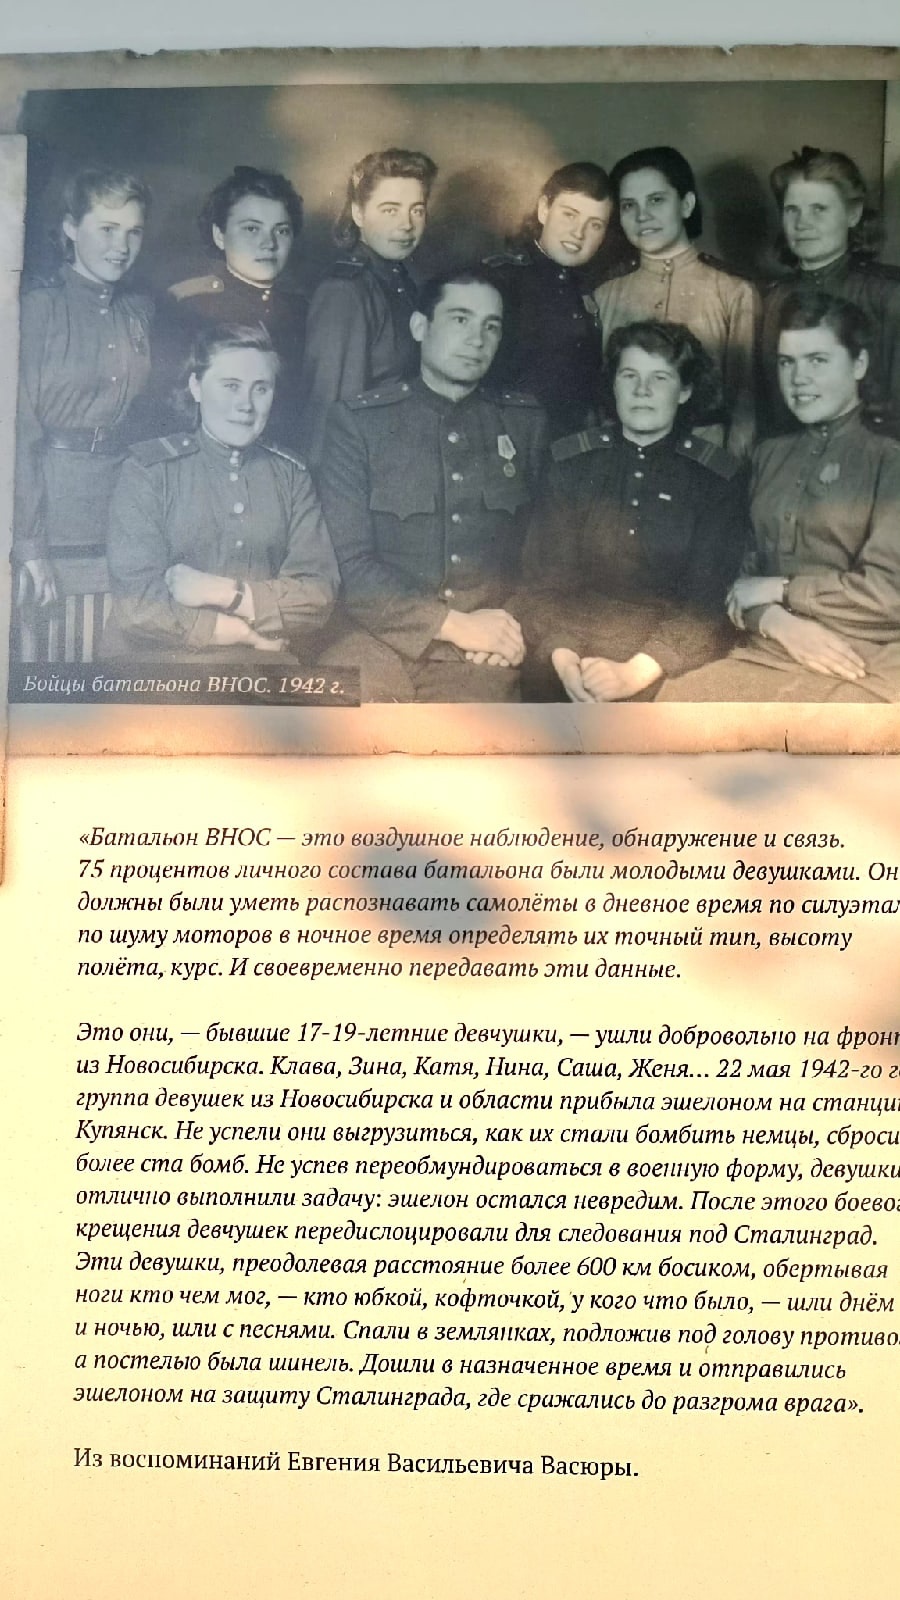 Бойцы батальона ВНОС. 1942 г.
«Батальон ВНОС — это воздушное наблюдение, обнаружение и связь.
75 процентов личного состава батальона были молодыми девушками. Он
должны были уметь распознавать самолёты в дневное время по силуэта
по шуму моторов в ночное время определять их точный тип, высоту
полёта, курс. И своевременно передавать эти данные.
Это они, — бывшие 17-19-летние девчушки, — ушли добровольно на фрон
из Новосибирска. Клава, Зина, Катя, Нина, Саша, Женя... 22 мая 1942-го г
группа девушек из Новосибирска и области прибыла эшелоном на станци
Купянск. Не успели они выгрузиться, как их стали бомбить немцы, сброси
более ста бомб. Не успев переобмундироваться в военную форму, девушки
отлично выполнили задачу: эшелон остался невредим. После этого боево
крещения девчушек передислоцировали для следования под Сталинград.
Эти девушки, преодолевая расстояние более 600 км босиком, обертывая
ноги кто чем мог, — кто юбкой, кофточкой, у кого что было, — шли днём
и ночью, шли с песнями. Спали в землянках, подложив под голову противо
а постелью была шинель. Дошли в назначенное время и отправились
эшелоном на защиту Сталинграда, где сражались до разгрома врага».
Из воспоминаний Евгения Васильевича Васюры.